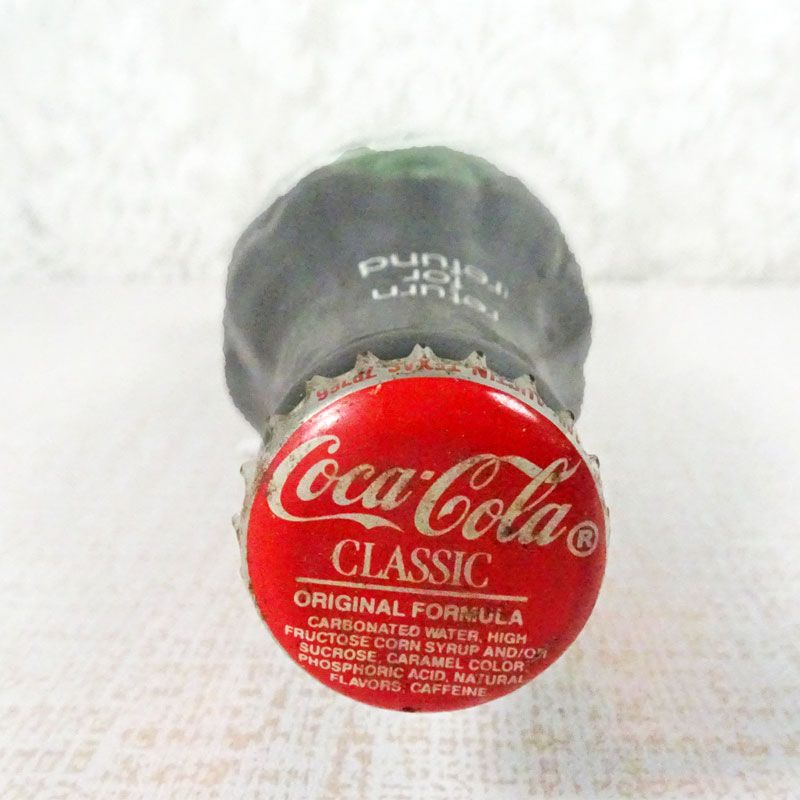 return
for
refund
AUSTIN TEXAS 78766
Coca-Cola®
CLASSIC
ORIGINAL FORMULA
CARBONATED WATER, HIGH
FRUCTOSE CORN SYRUP AND/OR
SUCROSE, CARAMEL COLOR,
PHOSPHORIC ACID, NATURAL
FLAVORS, CAFFEINE